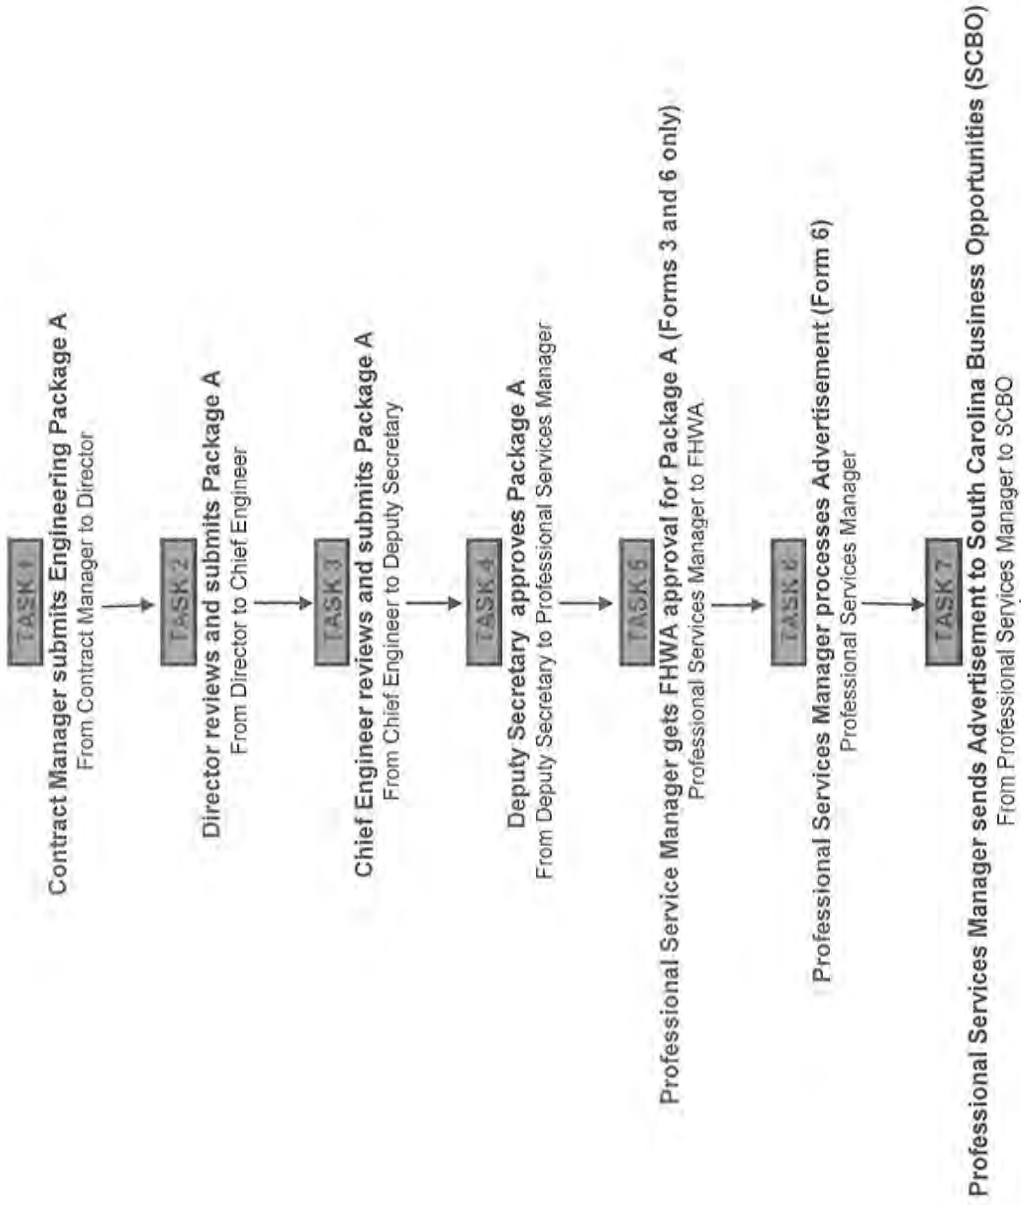 TASK 1
Contract Manager submits Engineering Package A
From Contract Manager to Director
TASK 2
Director reviews and submits Package A
From Director to Chief Engineer
TASK 3
Chief Engineer reviews and submits Package A
From Chief Engineer to Deputy Secretary
TASK 4
Deputy Secretary approves Package A
From Deputy Secretary to Professional Services Manager
TASK 5
Professional Service Manager gets FHWA approval for Package A (Forms 3 and 6 only)
Professional Services Manager to FHWA
TASK 6
Professional Services Manager processes Advertisement (Form 6)
Professional Services Manager
TASK 7
Professional Services Manager sends Advertisement to South Carolina Business Opportunities (SCBO)
From Professional Services Manager to SCBO